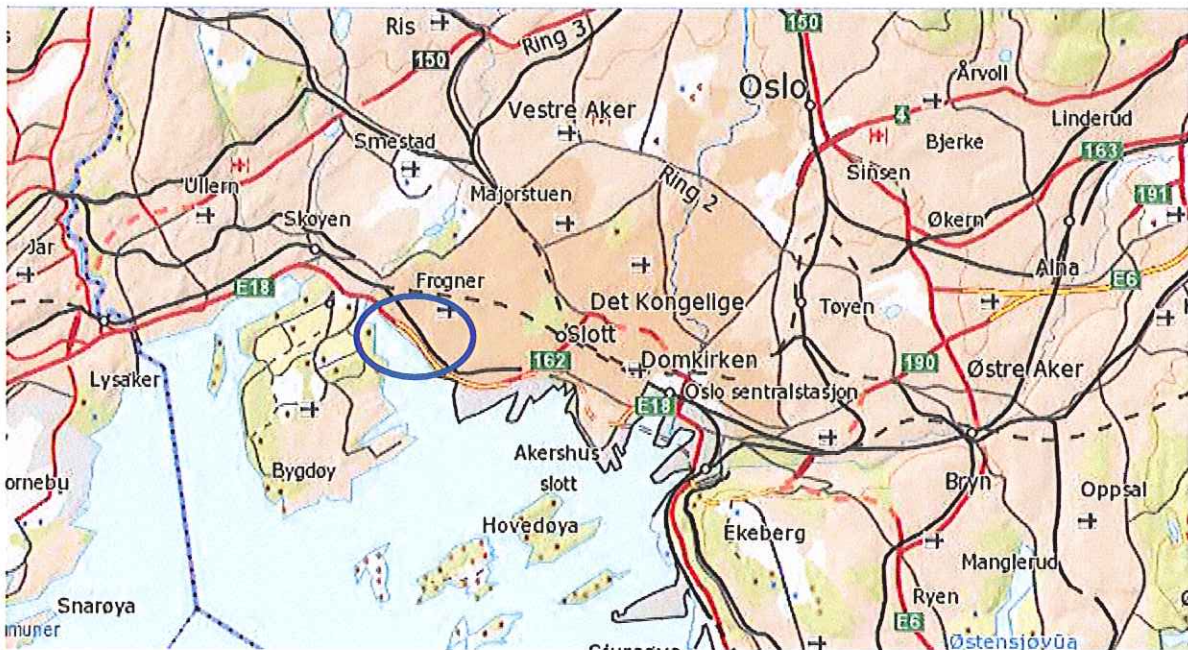 Ris
150
Ring 3
150
Oslo
Årvoll
Vestre Aker
4
Linderud
Smestad
Bjerke
163
Ullern
Majorstuen
Ring 2
Sinsen
191
Skøyen
Økern
Jar
E18
Frogner
Alna
E6
Det Kongelige
Tøyen
Slott
162
Domkirken
190
Østre Aker
Lysaker
Oslo sentralstasjon
E18
Akershus
slott
Bygdøy
ornebu
Bryn
Oppsal
Hovedøya
Ekeberg
Manglerud
Snarøya
Ryen
muner
E6